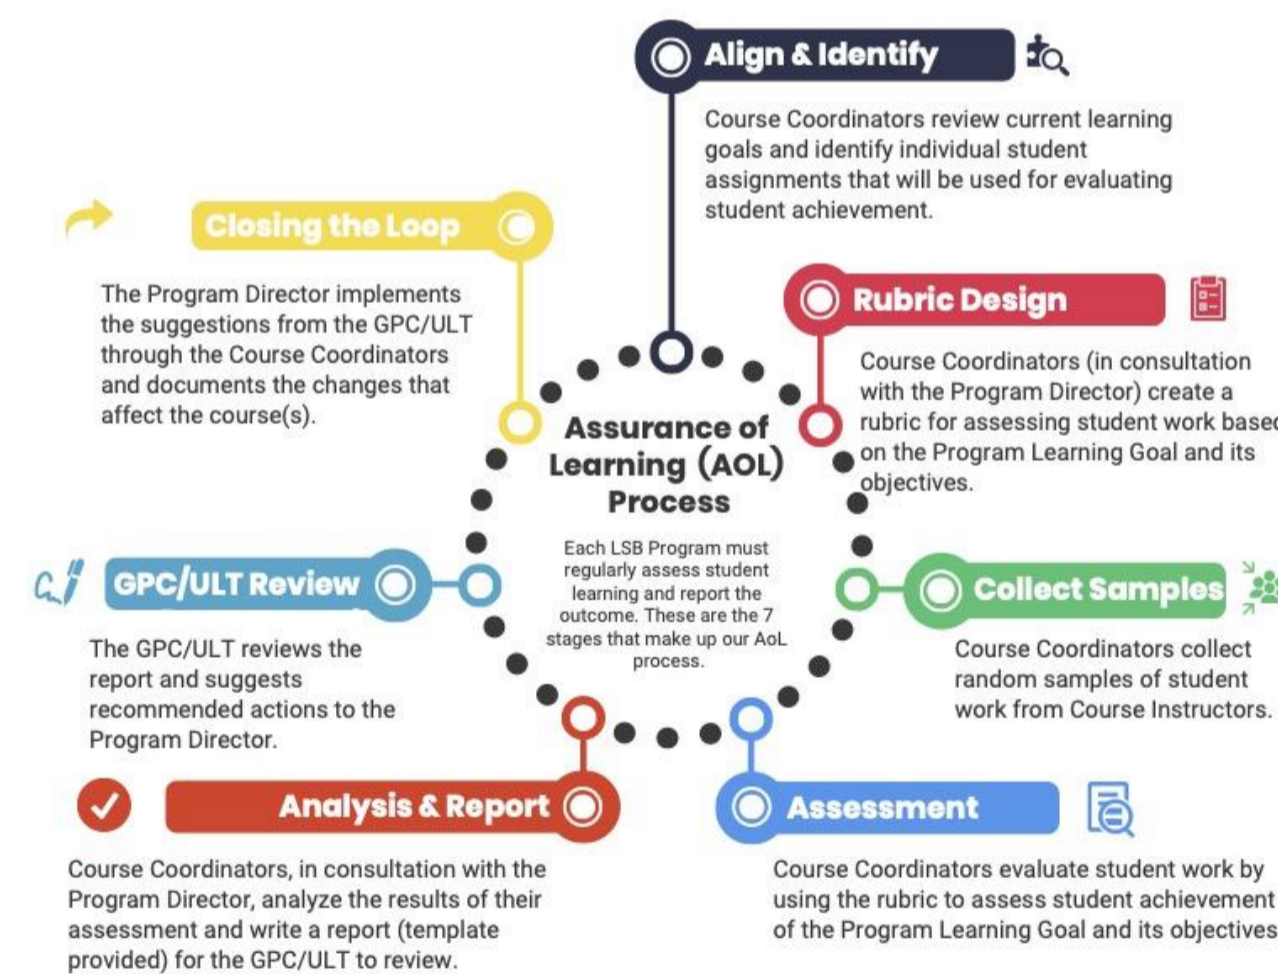 Align & Identify
Course Coordinators review current learning
goals and identify individual student
assignments that will be used for evaluating
student achievement.
Rubric Design
Course Coordinators (in consultation
with the Program Director) create a
rubric for assessing student work based
on the Program Learning Goal and its
objectives.
Collect Samples
Course Coordinators collect
random samples of student
work from Course Instructors.
Assessment
Course Coordinators evaluate student work by
using the rubric to assess student achievement
of the Program Learning Goal and its objectives
Analysis & Report
Course Coordinators, in consultation with the
Program Director, analyze the results of their
assessment and write a report (template
provided) for the GPC/ULT to review.
GPC/ULT Review
The GPC/ULT reviews the
report and suggests
recommended actions to the
Program Director.
Closing the Loop
The Program Director implements
the suggestions from the GPC/ULT
through the Course Coordinators
and documents the changes that
affect the course(s).
Assurance of
Learning (AOL)
Process
Each LSB Program must
regularly assess student
learning and report the
outcome. These are the 7
stages that make up our AoL
process.